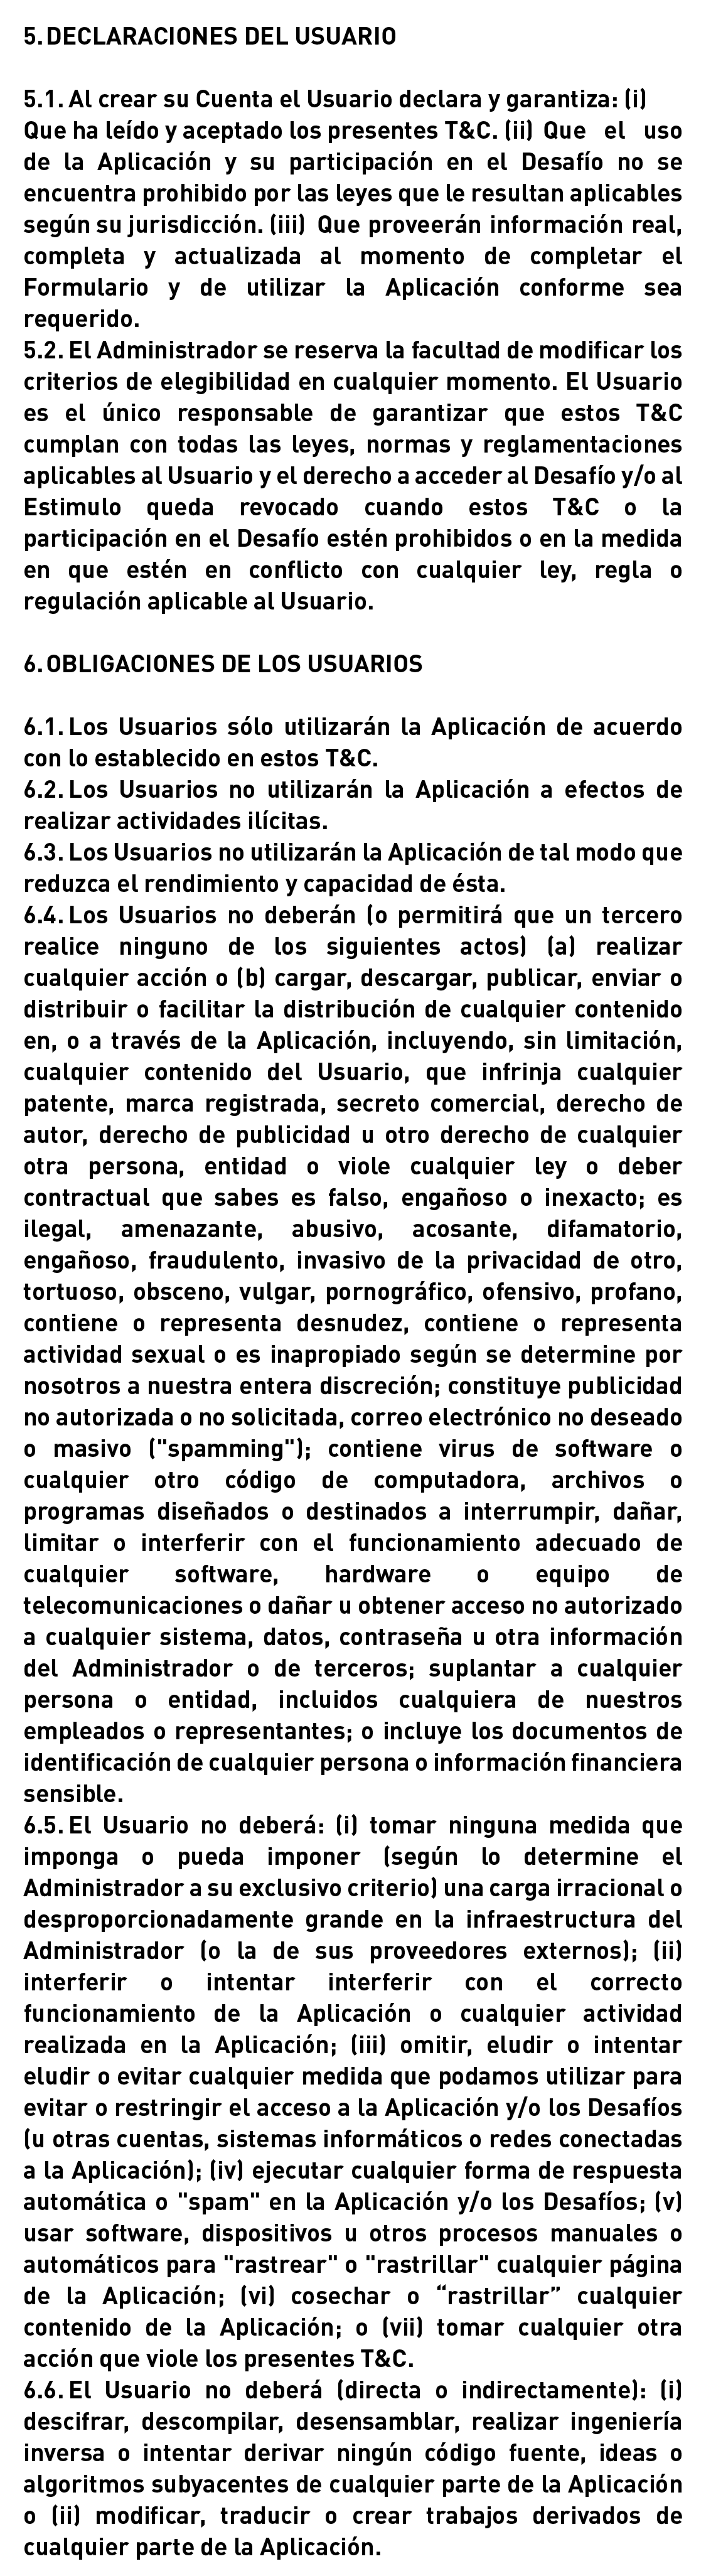 5. DECLARACIONES DEL USUARIO
5.1. Al crear su Cuenta el Usuario declara y garantiza: (i)
Que ha leído y aceptado los presentes T&C. (ii) Que el uso
de la Aplicación y su participación en el Desafío no se
encuentra prohibido por las leyes que le resultan aplicables
según su jurisdicción. (iii) Que proveerán información real,
completa y actualizada al momento de completar el
Formulario y de utilizar la Aplicación conforme sea
requerido.
5.2. El Administrador se reserva la facultad de modificar los
criterios de elegibilidad en cualquier momento. El Usuario
es el único responsable de garantizar que estos T&C
cumplan con todas las leyes, normas y reglamentaciones
aplicables al Usuario y el derecho a acceder al Desafío y/o al
Estimulo queda revocado cuando estos T&C o la
participación en el Desafío estén prohibidos o en la medida
en que estén en conflicto con cualquier ley, regla o
regulación aplicable al Usuario.
6. OBLIGACIONES DE LOS USUARIOS
6.1. Los Usuarios sólo utilizarán la Aplicación de acuerdo
con lo establecido en estos T&C.
6.2. Los Usuarios no utilizarán la Aplicación a efectos de
realizar actividades ilícitas.
6.3. Los Usuarios no utilizarán la Aplicación de tal modo que
reduzca el rendimiento y capacidad de ésta.
6.4. Los Usuarios no deberán (o permitirá que un tercero
realice ninguno de los siguientes actos) (a) realizar
cualquier acción o (b) cargar, descargar, publicar, enviar o
distribuir o facilitar la distribución de cualquier contenido
en, o a través de la Aplicación, incluyendo, sin limitación,
cualquier contenido del Usuario, que infrinja cualquier
patente, marca registrada, secreto comercial, derecho de
autor, derecho de publicidad u otro derecho de cualquier
otra persona, entidad o viole cualquier ley o deber
contractual que sabes es falso, engañoso o inexacto; es
ilegal, amenazante, abusivo, acosante, difamatorio,
engañoso, fraudulento, invasivo de la privacidad de otro,
tortuoso, obsceno, vulgar, pornográfico, ofensivo, profano,
contiene o representa desnudez, contiene o representa
actividad sexual o es inapropiado según se determine por
nosotros a nuestra entera discreción; constituye publicidad
no autorizada o no solicitada, correo electrónico no deseado
o masivo ("spamming"); contiene virus de software o
cualquier otro código de computadora, archivos o
programas diseñados o destinados a interrumpir, dañar,
limitar o interferir con el funcionamiento adecuado de
cualquier software, hardware o equipo de
telecomunicaciones o dañar u obtener acceso no autorizado
a cualquier sistema, datos, contraseña u otra información
del Administrador o de terceros; suplantar a cualquier
persona o entidad, incluidos cualquiera de nuestros
empleados o representantes; o incluye los documentos de
identificación de cualquier persona o información financiera
sensible.
6.5. El Usuario no deberá: (i) tomar ninguna medida que
imponga o pueda imponer (según lo determine el
Administrador a su exclusivo criterio) una carga irracional o
desproporcionadamente grande en la infraestructura del
Administrador (o la de sus proveedores externos); (ii)
interferir o intentar interferir con el correcto
funcionamiento de la Aplicación o cualquier actividad
realizada en la Aplicación; (iii) omitir, eludir o intentar
eludir o evitar cualquier medida que podamos utilizar para
evitar o restringir el acceso a la Aplicación y/o los Desafíos
(u otras cuentas, sistemas informáticos o redes conectadas
a la Aplicación); (iv) ejecutar cualquier forma de respuesta
automática o "spam" en la Aplicación y/o los Desafíos; (v)
usar software, dispositivos u otros procesos manuales o
automáticos para "rastrear" o "rastrillar" cualquier página
de la Aplicación; (vi) cosechar o “rastrillar” cualquier
contenido de la Aplicación; o (vii) tomar cualquier otra
acción que viole los presentes T&C.
6.6. El Usuario no deberá (directa o indirectamente): (i)
descifrar, descompilar, desensamblar, realizar ingeniería
inversa o intentar derivar ningún código fuente, ideas o
algoritmos subyacentes de cualquier parte de la Aplicación
o (ii) modificar, traducir o crear trabajos derivados de
cualquier parte de la Aplicación.